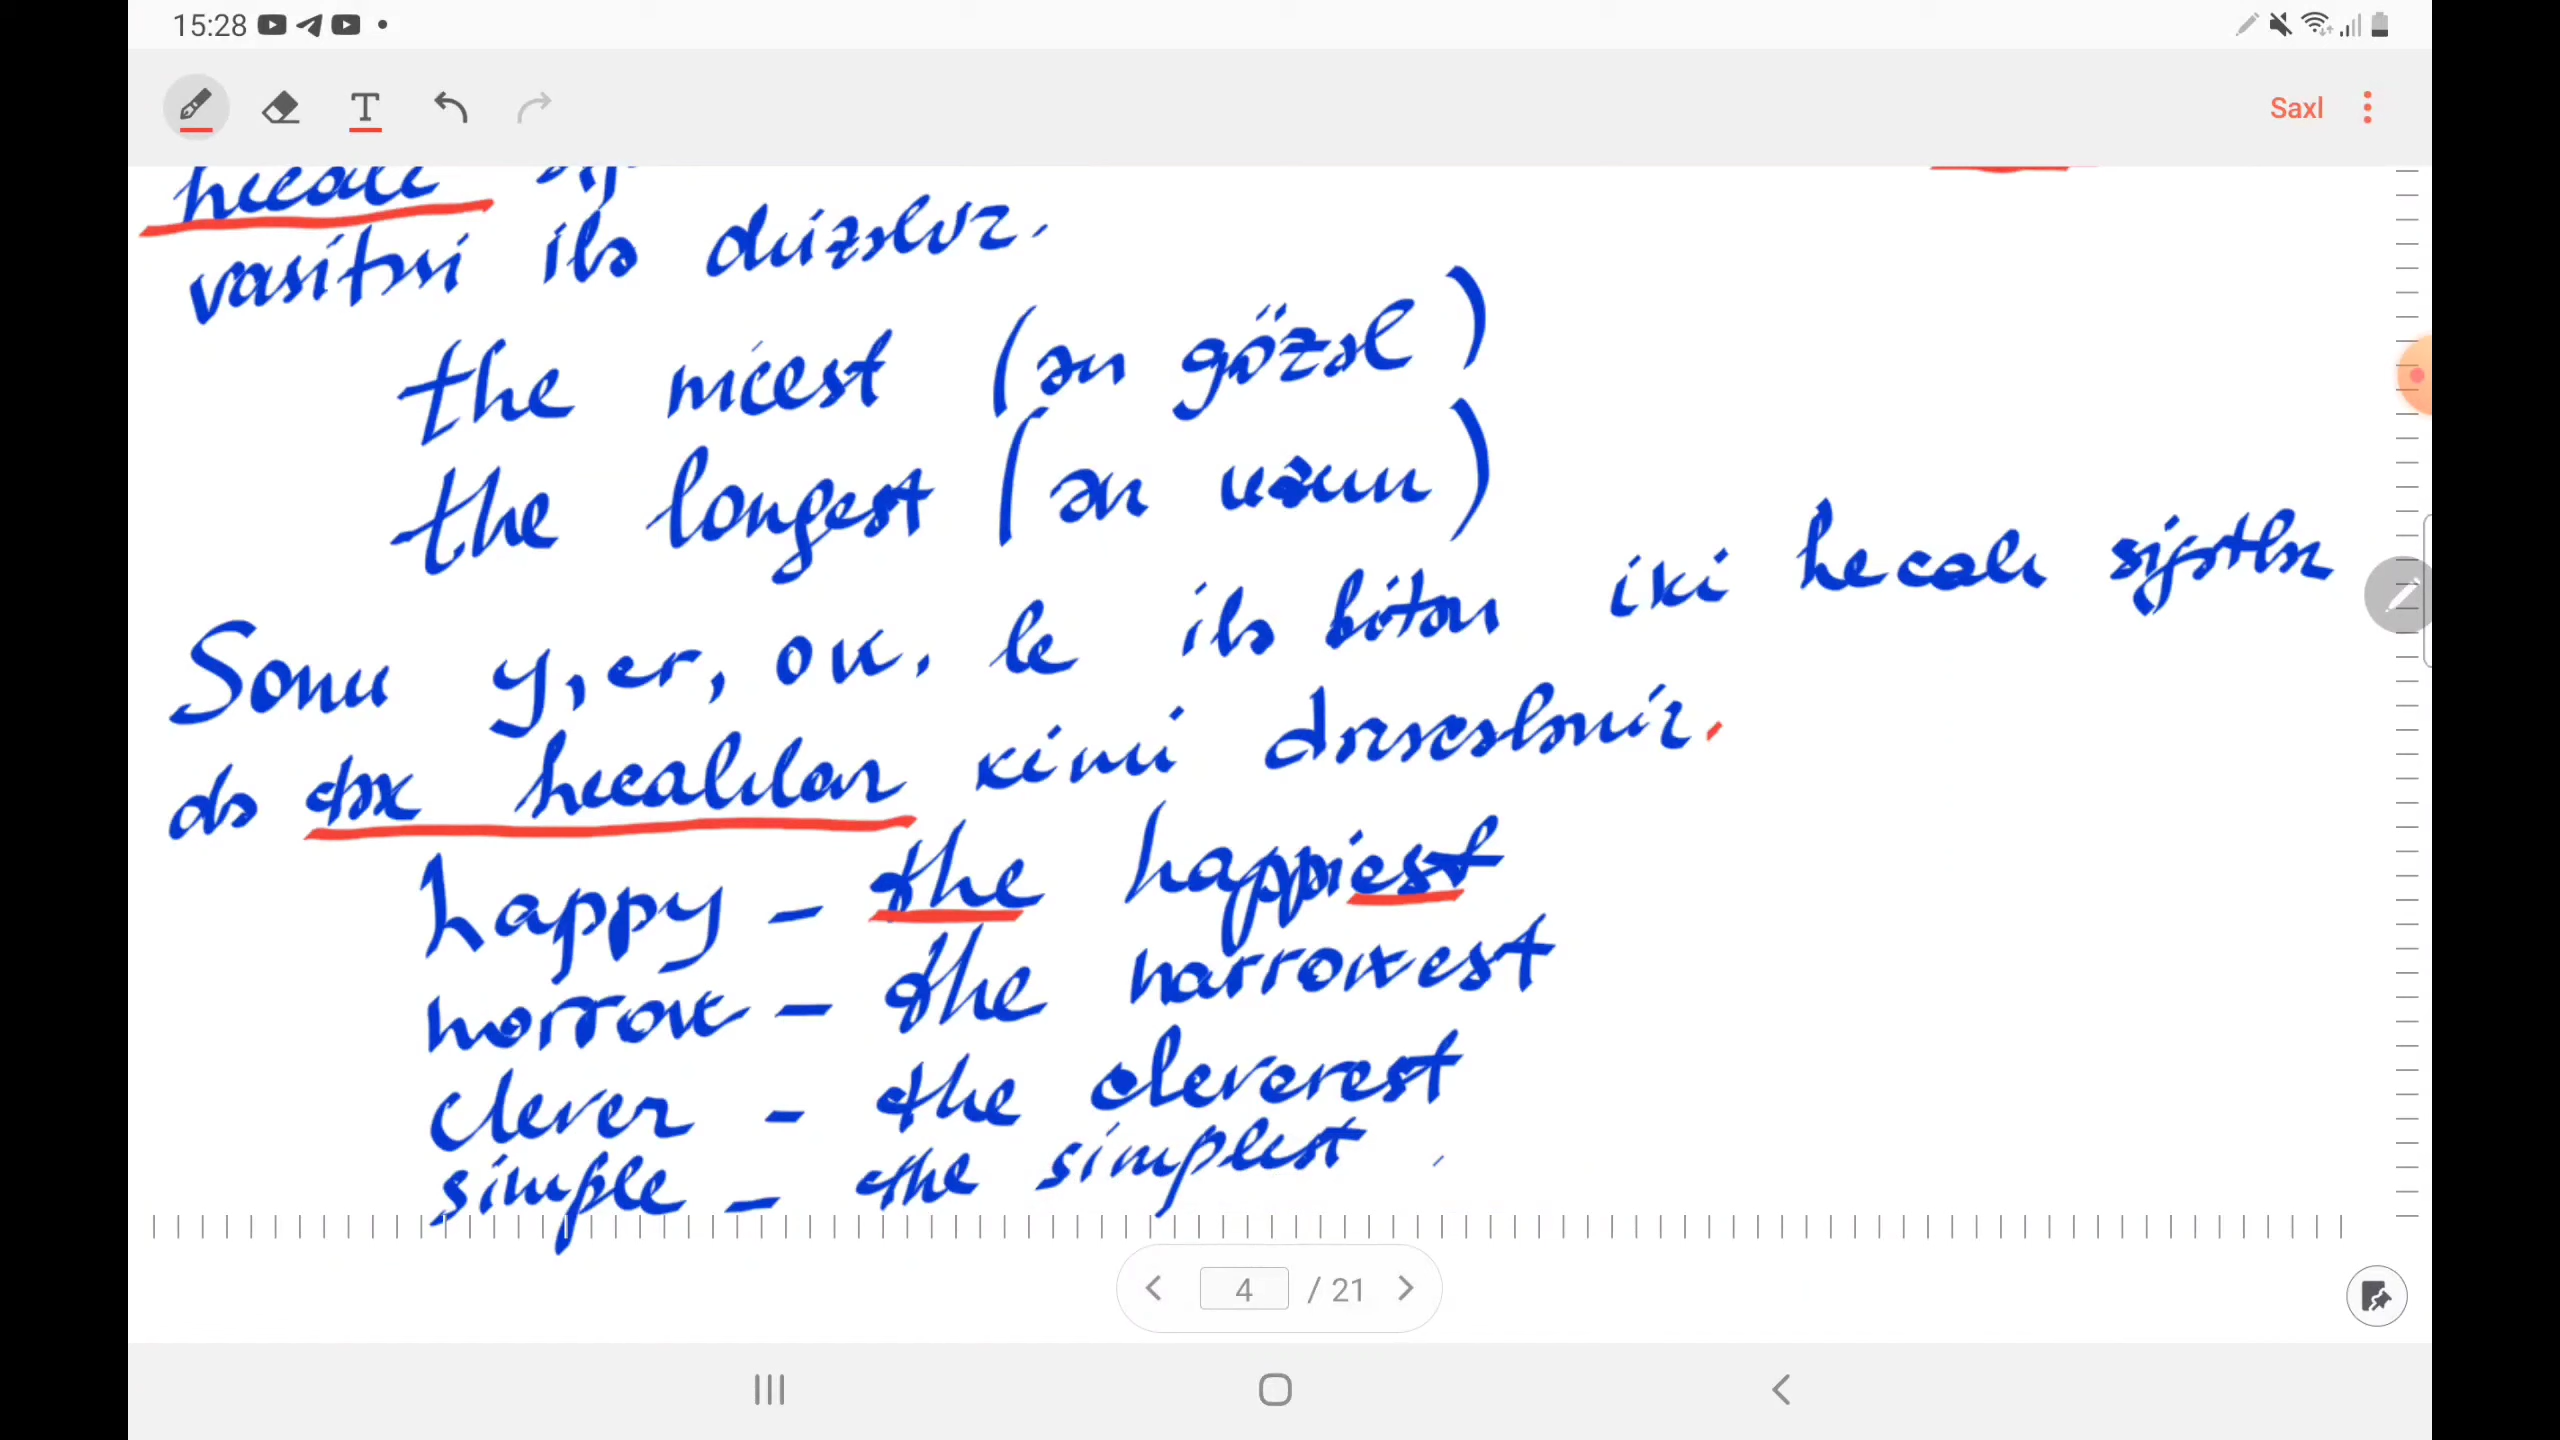 15:28
Saxl
hecalı
vasitəsi ilə düzəlir.
the nicest (ən gözəl)
the longest (ən uzun)
Sonu y, er, ow, le ilə bitən iki hecalı sifətlər
də tək hecalılar kimi dərəcələnir.
happy - the happiest
narrow - the narrowest
clever - the cleverest
simple - the simplest.
4 / 21